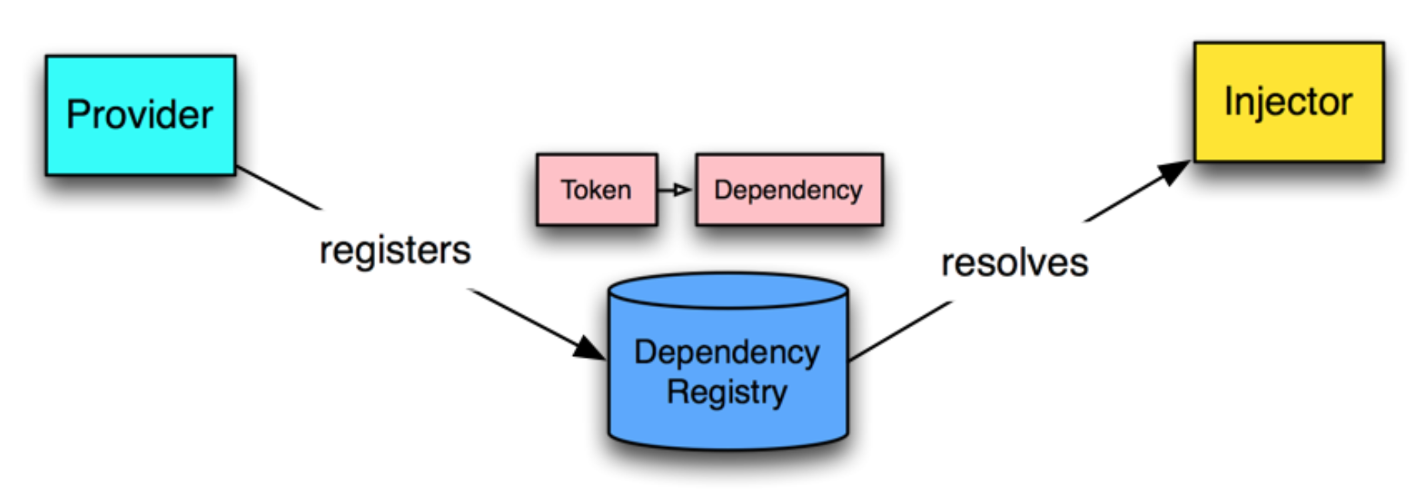 Provider
Injector
Token
Dependency
registers
resolves
Dependency
Registry